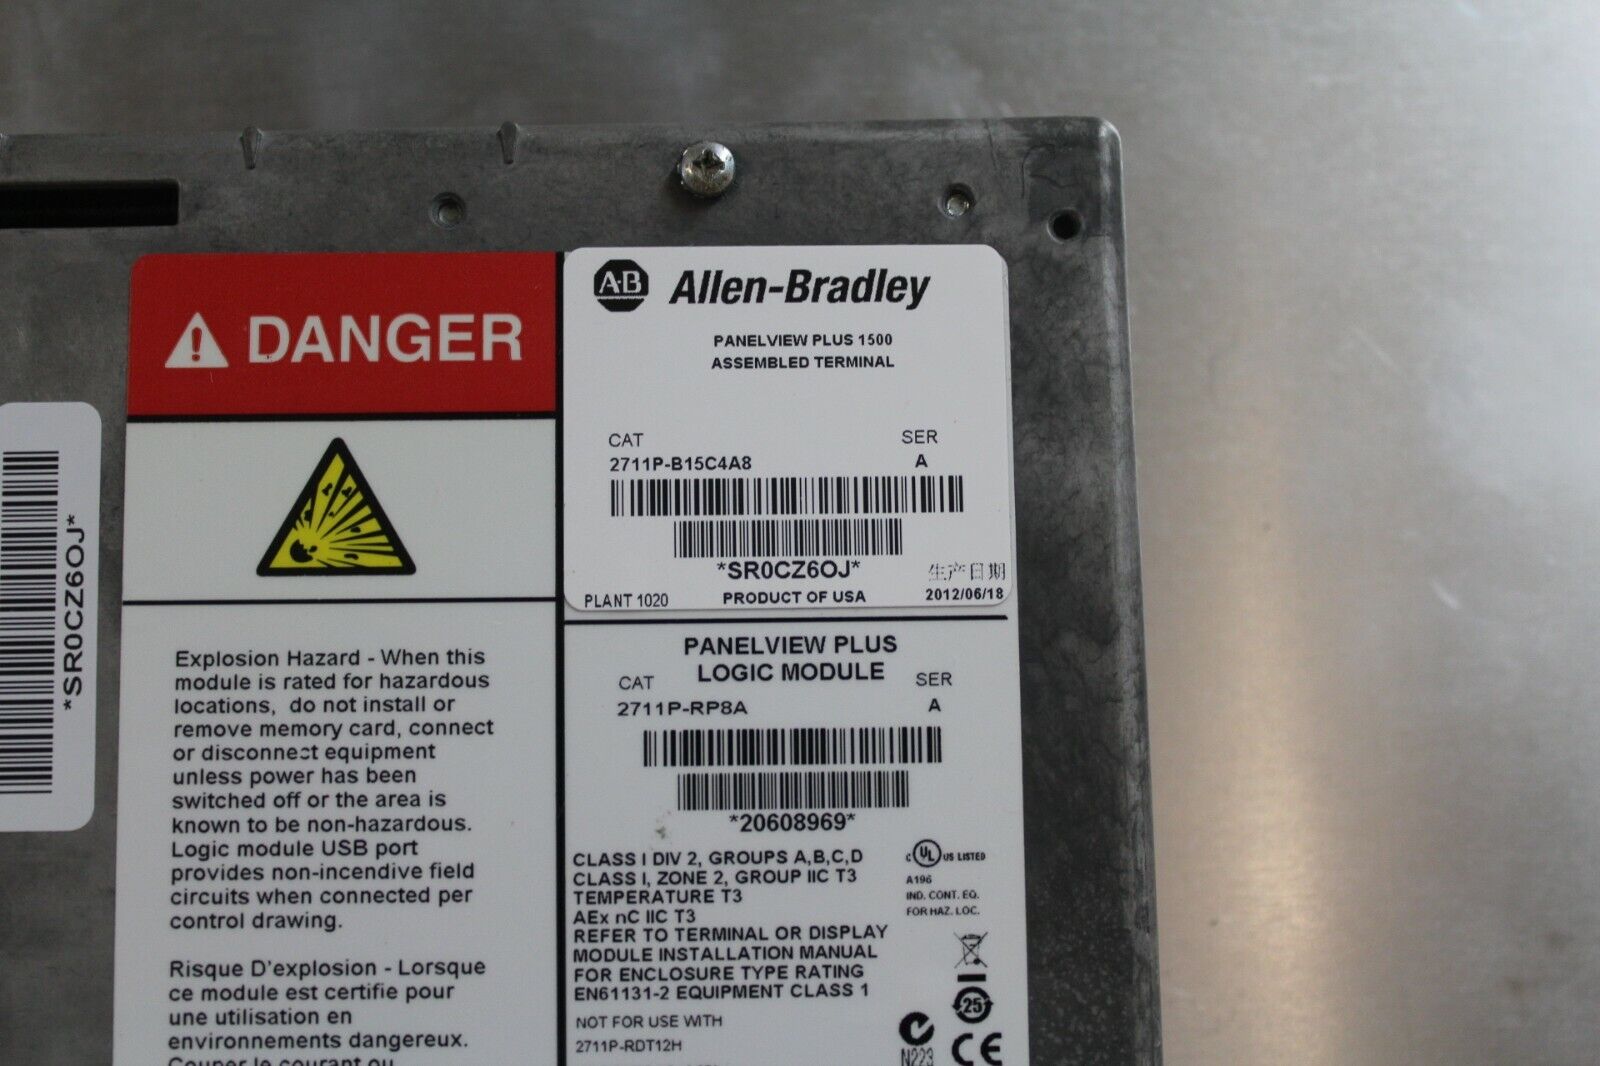 *SR0CZ6OJ*
DANGER
Explosion Hazard - When this
module is rated for hazardous
locations, do not install or
remove memory card, connect
or disconnect equipment
unless power has been
switched off or the area is
known to be non-hazardous.
Logic module USB port
provides non-incendive field
circuits when connected per
control drawing.
Risque D'explosion - Lorsque
ce module est certifie pour
une utilisation en
environnements dangereux.
Couper le courant ou
A-B Allen-Bradley
PANELVIEW PLUS 1500
ASSEMBLED TERMINAL
CAT SER
2711P-B15C4A8 A
*SR0CZ6OJ*
生产日期
PLANT 1020 PRODUCT OF USA 2012/06/18
PANELVIEW PLUS
LOGIC MODULE
CAT SER
2711P-RP8A A
*20608969*
CLASS I DIV 2, GROUPS A,B,C,D
CLASS I, ZONE 2, GROUP IIC T3
TEMPERATURE T3
AEx nC IIC T3
REFER TO TERMINAL OR DISPLAY
MODULE INSTALLATION MANUAL
FOR ENCLOSURE TYPE RATING
EN61131-2 EQUIPMENT CLASS 1
NOT FOR USE WITH
2711P-RDT12H
c UL US LISTED
A196
IND. CONT. EQ.
FOR HAZ. LOC.
25
N223
CE